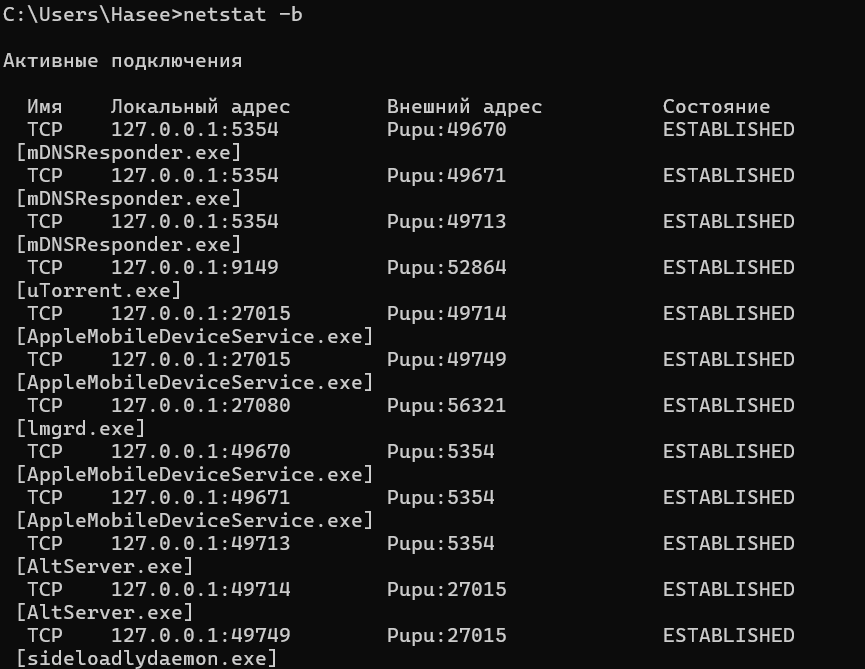 C:\Users\Hasee>netstat -b
Активные подключения
Имя Локальный адрес Внешний адрес Состояние
TCP 127.0.0.1:5354 Pupu:49670 ESTABLISHED
[mDNSResponder.exe]
TCP 127.0.0.1:5354 Pupu:49671 ESTABLISHED
[mDNSResponder.exe]
TCP 127.0.0.1:5354 Pupu:49713 ESTABLISHED
[mDNSResponder.exe]
TCP 127.0.0.1:9149 Pupu:52864 ESTABLISHED
[uTorrent.exe]
TCP 127.0.0.1:27015 Pupu:49714 ESTABLISHED
[AppleMobileDeviceService.exe]
TCP 127.0.0.1:27015 Pupu:49749 ESTABLISHED
[AppleMobileDeviceService.exe]
TCP 127.0.0.1:27080 Pupu:56321 ESTABLISHED
[lmgrd.exe]
TCP 127.0.0.1:49670 Pupu:5354 ESTABLISHED
[AppleMobileDeviceService.exe]
TCP 127.0.0.1:49671 Pupu:5354 ESTABLISHED
[AppleMobileDeviceService.exe]
TCP 127.0.0.1:49713 Pupu:5354 ESTABLISHED
[AltServer.exe]
TCP 127.0.0.1:49714 Pupu:27015 ESTABLISHED
[AltServer.exe]
TCP 127.0.0.1:49749 Pupu:27015 ESTABLISHED
[sideloadlydaemon.exe]